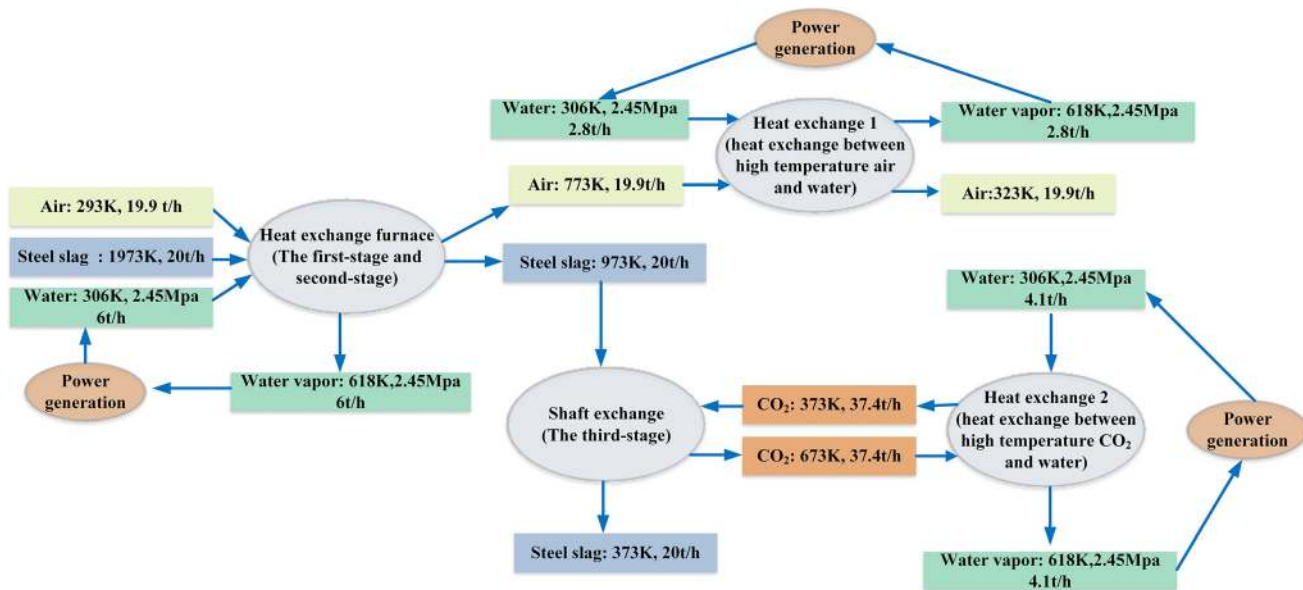 Power
generation
Water: 306K, 2.45Mpa
2.8t/h
Heat exchange 1
(heat exchange between
high temperature air
and water)
Water vapor: 618K,2.45Mpa
2.8t/h
Air: 773K, 19.9t/h
Air:323K, 19.9t/h
Air: 293K, 19.9 t/h
Steel slag : 1973K, 20t/h
Water: 306K, 2.45Mpa
6t/h
Heat exchange furnace
(The first-stage and
second-stage)
Steel slag: 973K, 20t/h
Power
generation
Water vapor: 618K,2.45Mpa
6t/h
Water: 306K,2.45Mpa
4.1t/h
Shaft exchange
(The third-stage)
CO₂: 373K, 37.4t/h
CO₂: 673K, 37.4t/h
Heat exchange 2
(heat exchange between
high temperature CO₂
and water)
Power
generation
Steel slag: 373K, 20t/h
Water vapor: 618K,2.45Mpa
4.1t/h